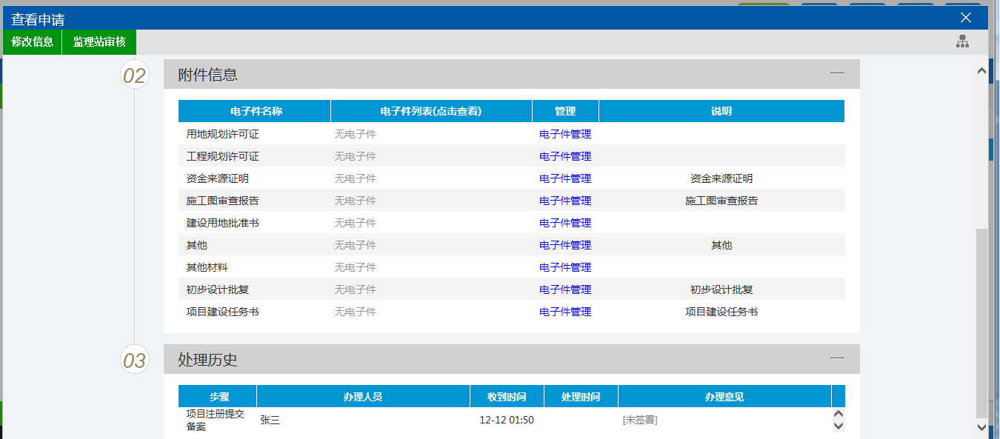 查看申请
修改信息 监理站审核
02 附件信息
电子件名称 电子件列表(点击查看) 管理 说明
用地规划许可证 无电子件 电子件管理
工程规划许可证 无电子件 电子件管理
资金来源证明 无电子件 电子件管理 资金来源证明
施工图审查报告 无电子件 电子件管理 施工图审查报告
建设用地批准书 无电子件 电子件管理
其他 无电子件 电子件管理 其他
其他材料 无电子件 电子件管理
初步设计批复 无电子件 电子件管理 初步设计批复
项目建设任务书 无电子件 电子件管理 项目建设任务书
03 处理历史
步骤 办理人员 收到时间 处理时间 办理意见
项目注册提交
备案 张三 12-12 01:50 [未签署]